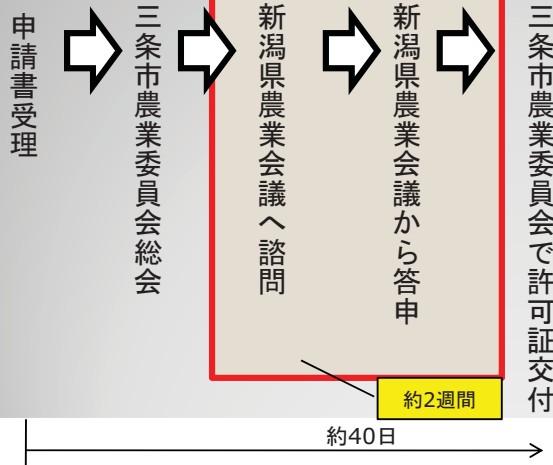 申請書受理
三条市農業委員会総会
新潟県農業会議へ諮問
新潟県農業会議から答申
三条市農業委員会で許可証交付
約2週間
約40日